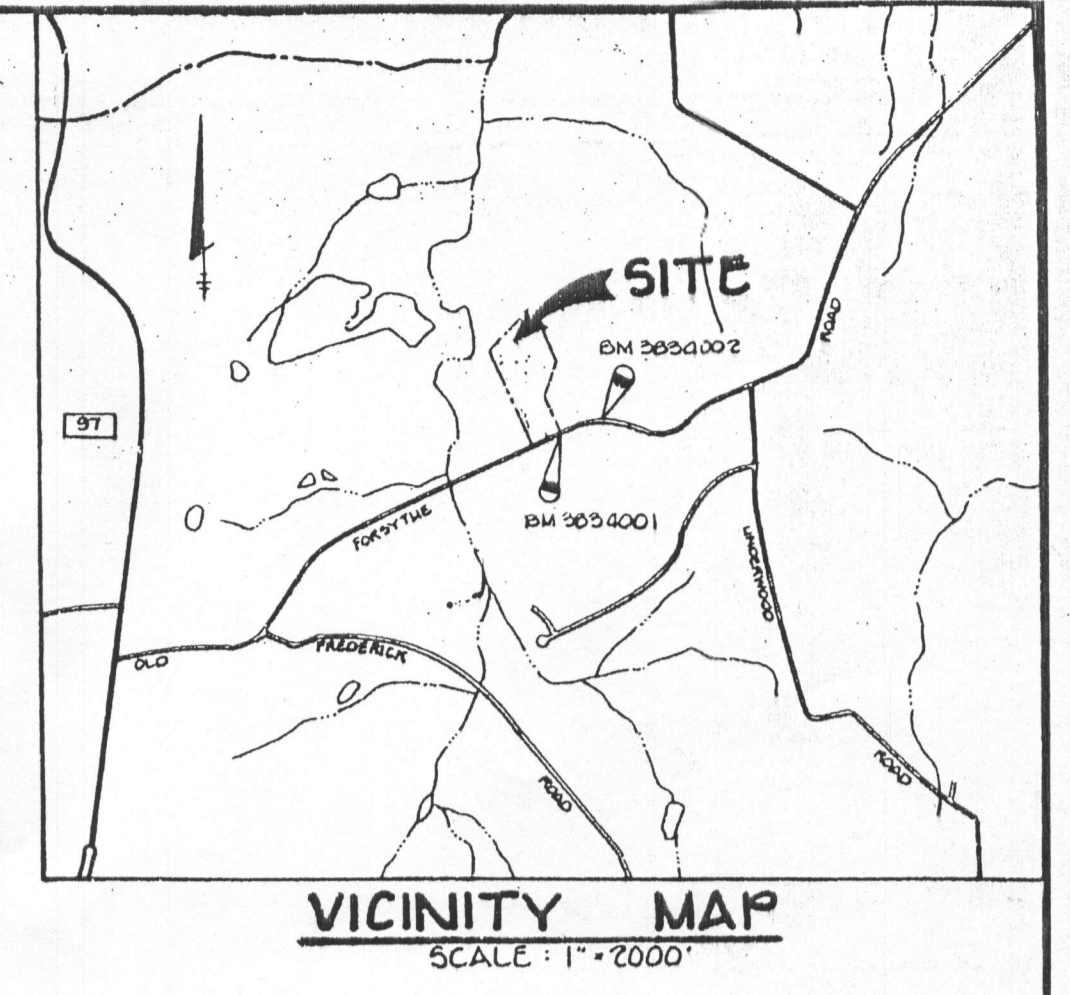 SITE
ROAD
BM 3834002
97
BM 3834001
FORSYTHE
UNDERWOOD
FREDERICK
OLD
ROAD
ROAD
VICINITY MAP
SCALE : 1" = 2000'